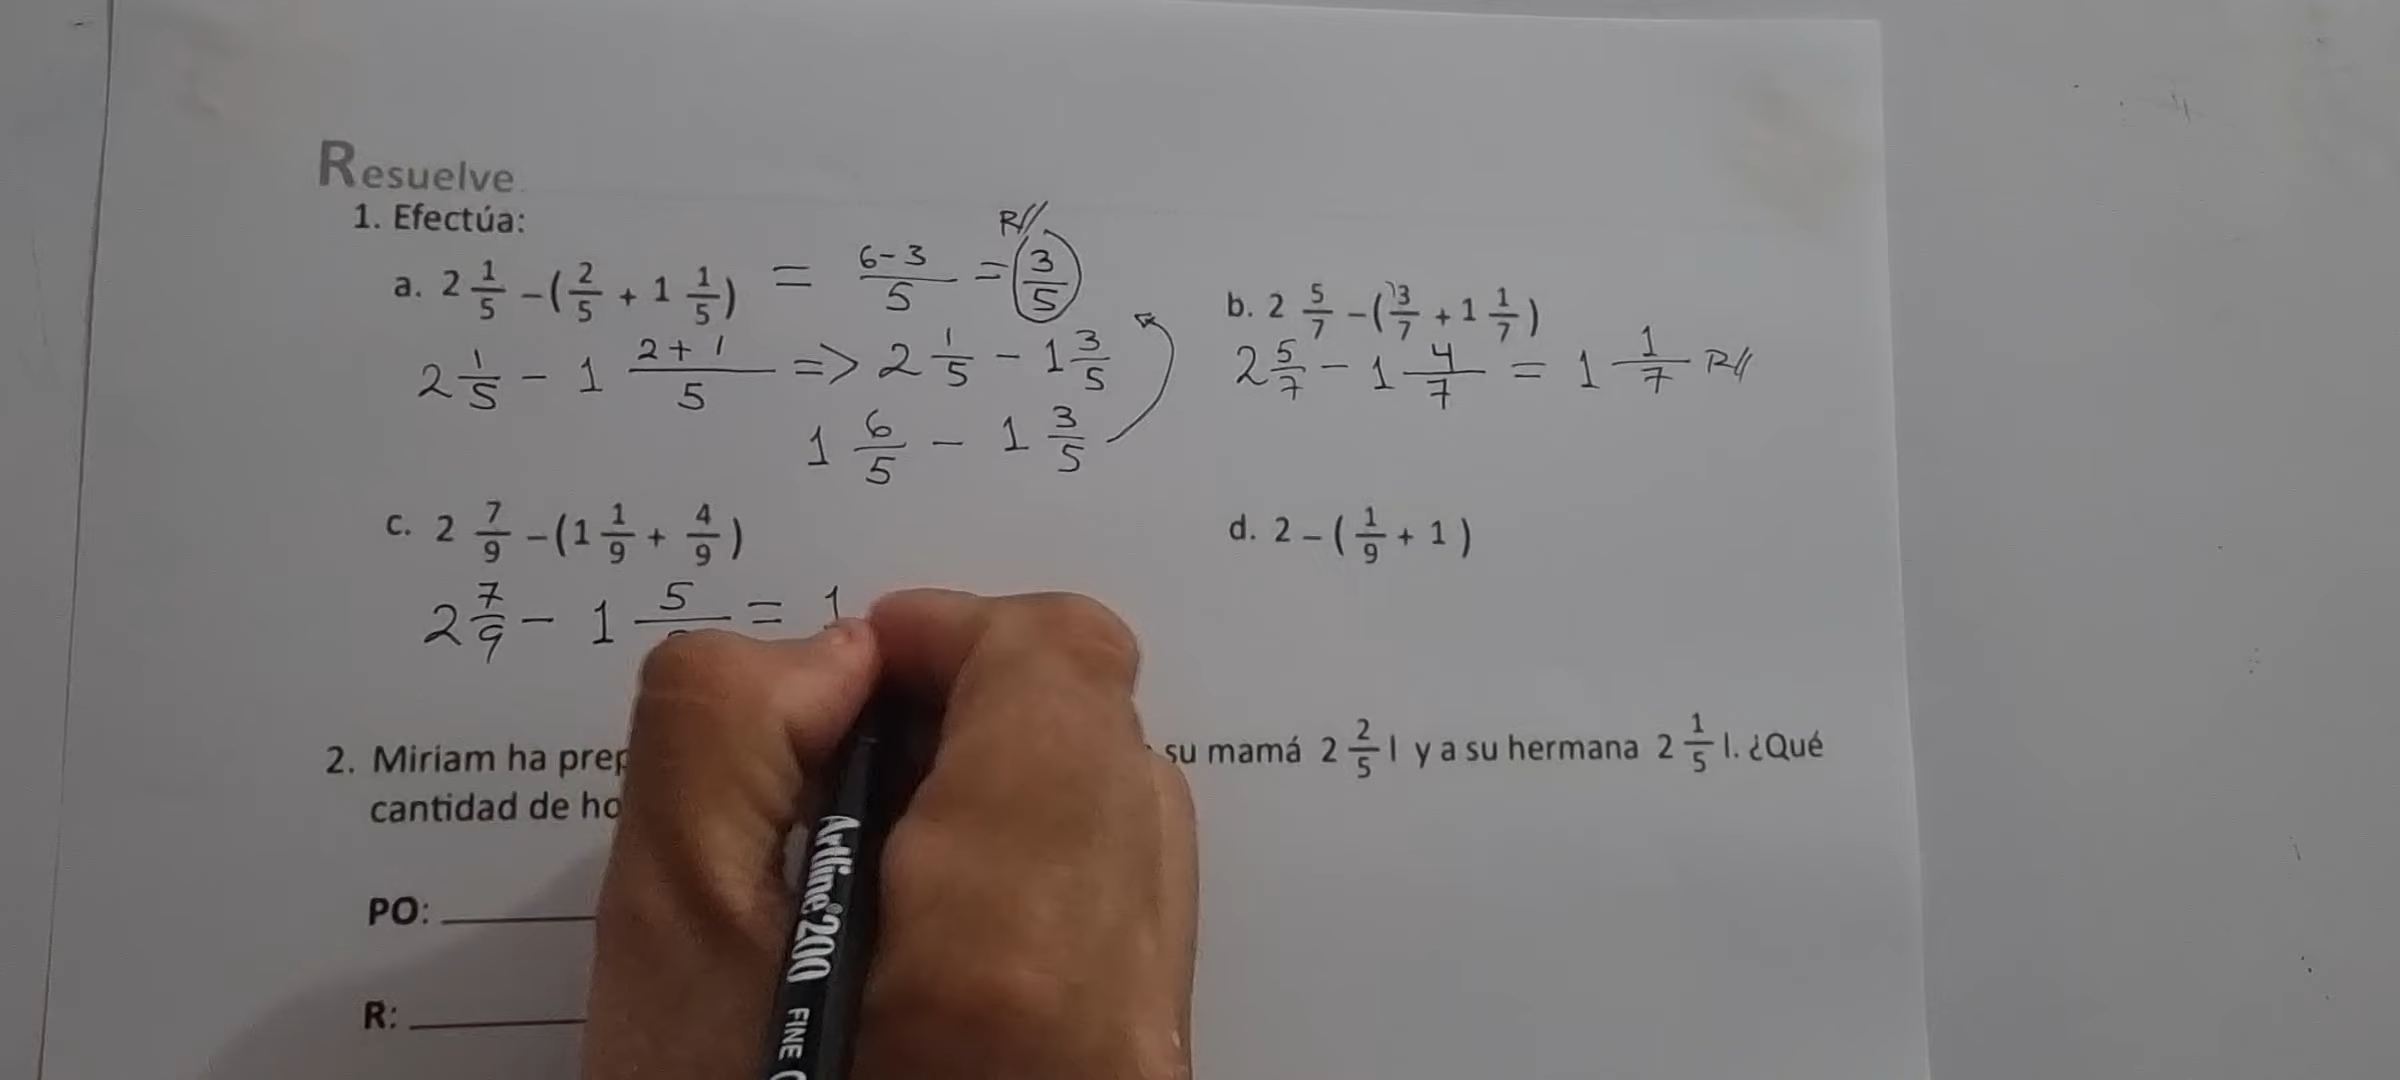 Resuelve
1. Efectúa:
a. 2 1/5 – (2/5 + 1 1/5) = 6-3/5 = 3/5 R//
2 1/5 - 1 2+1/5 => 2 1/5 - 1 3/5
1 6/5 - 1 3/5
b. 2 5/7 – (3/7 + 1 1/7)
2 5/7 - 1 4/7 = 1 1/7 R//
c. 2 7/9 – (1 1/9 + 4/9)
2 7/9 - 1 5 = 1
d. 2 – (1/9 + 1)
2. Miriam ha su mamá 2 2/5 l y a su hermana 2 1/5 l. ¿Qué
cantidad de
PO:
R:
Artline 200 FINE